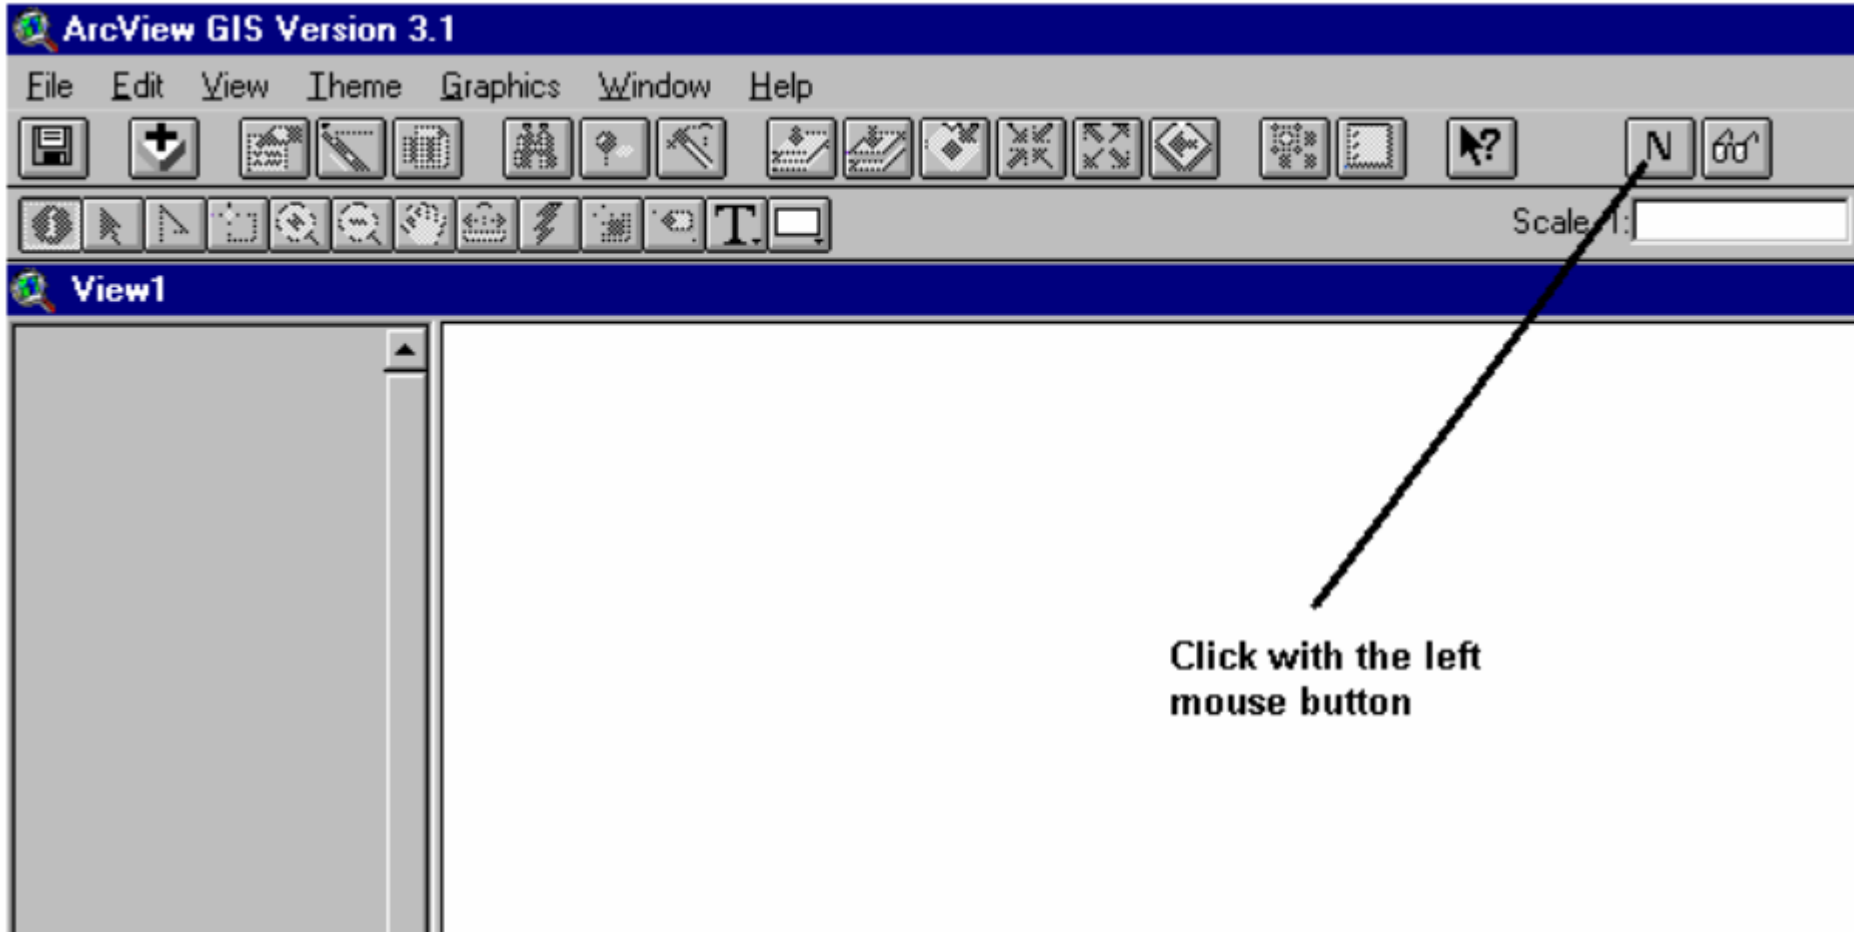 ArcView GIS Version 3.1
File Edit View Theme Graphics Window Help
? N
T Scale 1:
View1
Click with the left
mouse button